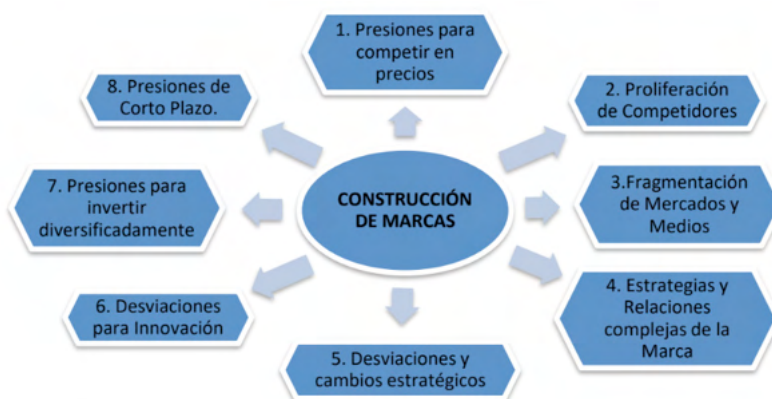 1. Presiones para
competir en
precios
8. Presiones de
Corto Plazo.
2. Proliferación
de Competidores
7. Presiones para
invertir
diversificadamente
CONSTRUCCIÓN
DE MARCAS
3.Fragmentación
de Mercados y
Medios
6. Desviaciones
para Innovación
4. Estrategias y
Relaciones
complejas de la
Marca
5. Desviaciones y
cambios estratégicos